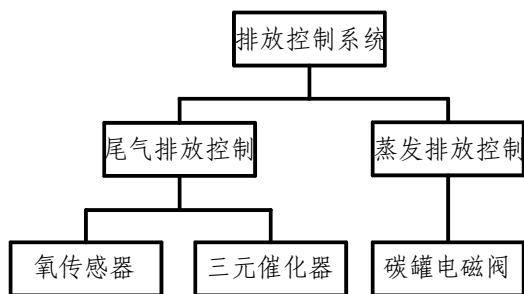 排放控制系统
尾气排放控制
蒸发排放控制
氧传感器
三元催化器
碳罐电磁阀